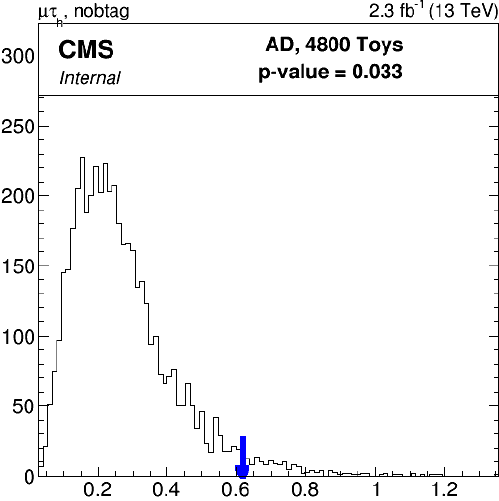 μτh, nobtag 2.3 fb-1 (13 TeV)
CMS AD, 4800 Toys
Internal p-value = 0.033
300
250
200
150
100
50
0
0.2 0.4 0.6 0.8 1 1.2